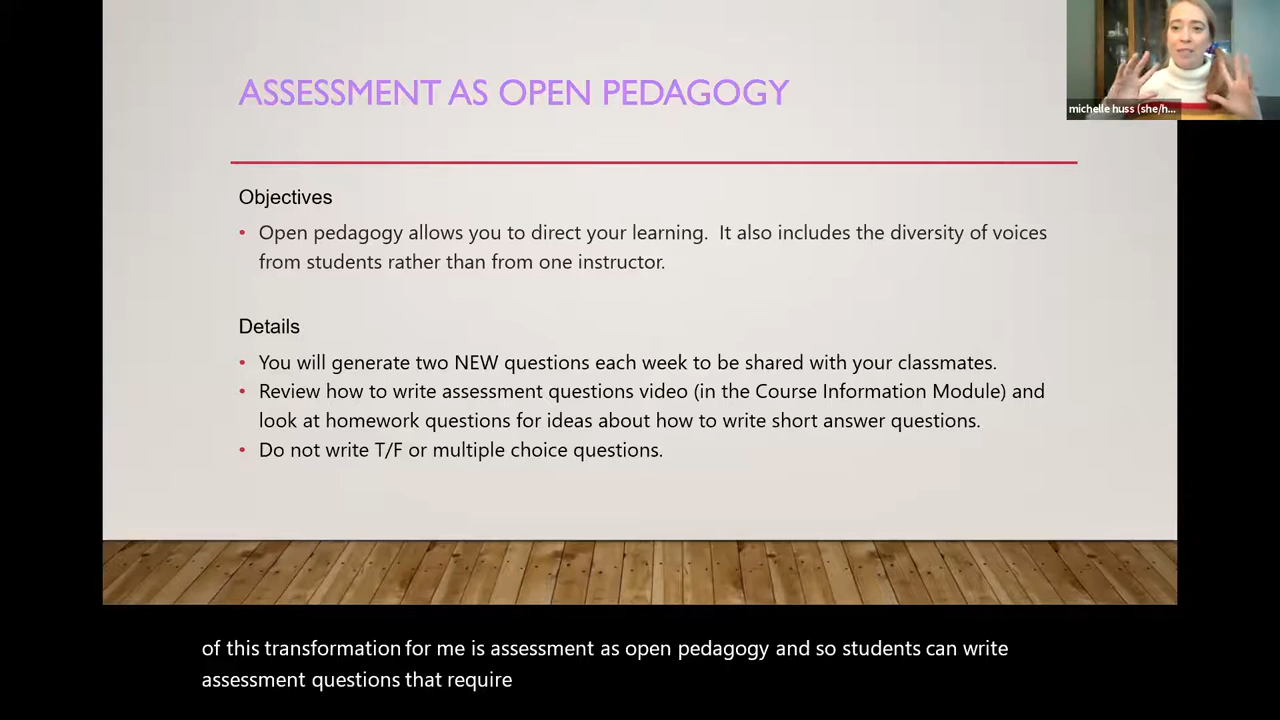 ASSESSMENT AS OPEN PEDAGOGY
michelle huss (she/h...
Objectives
• Open pedagogy allows you to direct your learning.  It also includes the diversity of voices
from students rather than from one instructor.
Details
• You will generate two NEW questions each week to be shared with your classmates.
• Review how to write assessment questions video (in the Course Information Module) and
look at homework questions for ideas about how to write short answer questions.
• Do not write T/F or multiple choice questions.
of this transformation for me is assessment as open pedagogy and so students can write
assessment questions that require